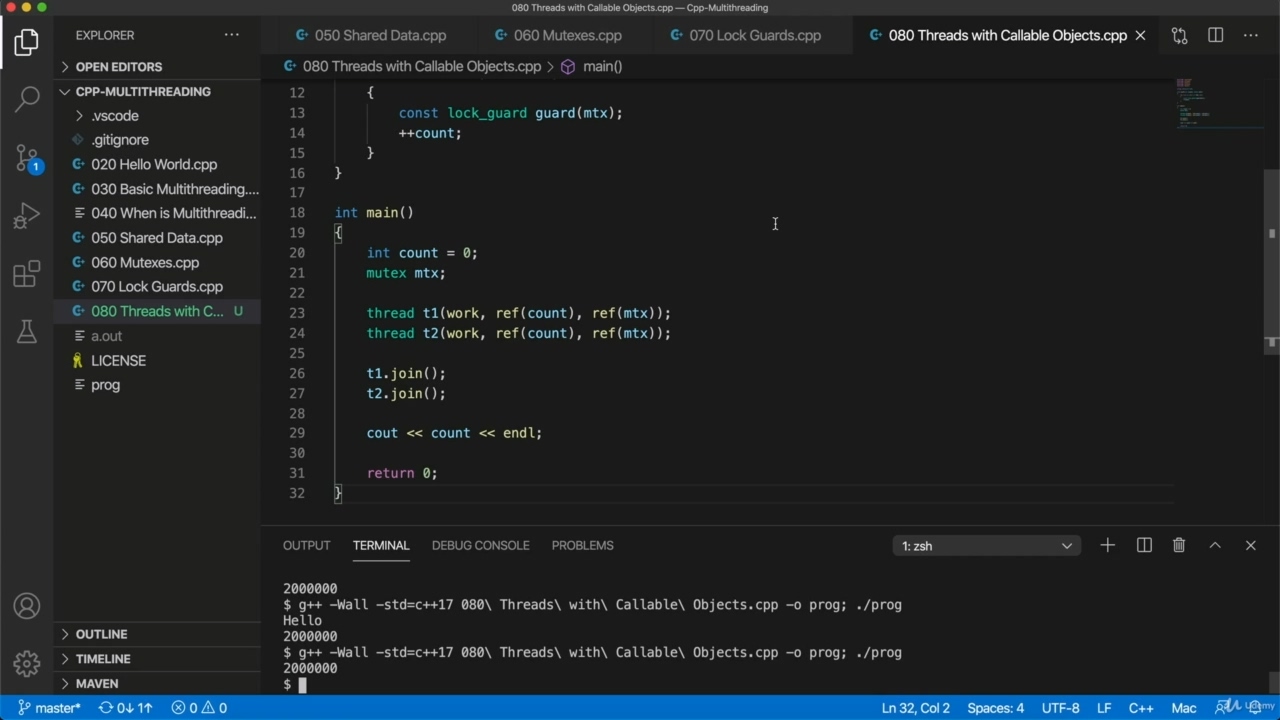 080 Threads with Callable Objects.cpp — Cpp-Multithreading
EXPLORER
050 Shared Data.cpp
060 Mutexes.cpp
070 Lock Guards.cpp
080 Threads with Callable Objects.cpp
OPEN EDITORS
080 Threads with Callable Objects.cpp > main()
CPP-MULTITHREADING
.vscode
.gitignore
020 Hello World.cpp
030 Basic Multithreading....
040 When is Multithreadi...
050 Shared Data.cpp
060 Mutexes.cpp
070 Lock Guards.cpp
080 Threads with C... U
a.out
LICENSE
prog
1
OUTLINE
TIMELINE
MAVEN
12 {
13 const lock_guard guard(mtx);
14 ++count;
15 }
16 }
17
18 int main()
19 {
20 int count = 0;
21 mutex mtx;
22
23 thread t1(work, ref(count), ref(mtx));
24 thread t2(work, ref(count), ref(mtx));
25
26 t1.join();
27 t2.join();
28
29 cout << count << endl;
30
31 return 0;
32 }
OUTPUT TERMINAL DEBUG CONSOLE PROBLEMS 1: zsh
2000000
$ g++ -Wall -std=c++17 080\ Threads\ with\ Callable\ Objects.cpp -o prog; ./prog
Hello
2000000
$ g++ -Wall -std=c++17 080\ Threads\ with\ Callable\ Objects.cpp -o prog; ./prog
2000000
$
master* 0↓ 1↑ 0 0 Ln 32, Col 2 Spaces: 4 UTF-8 LF C++ Mac Udemy